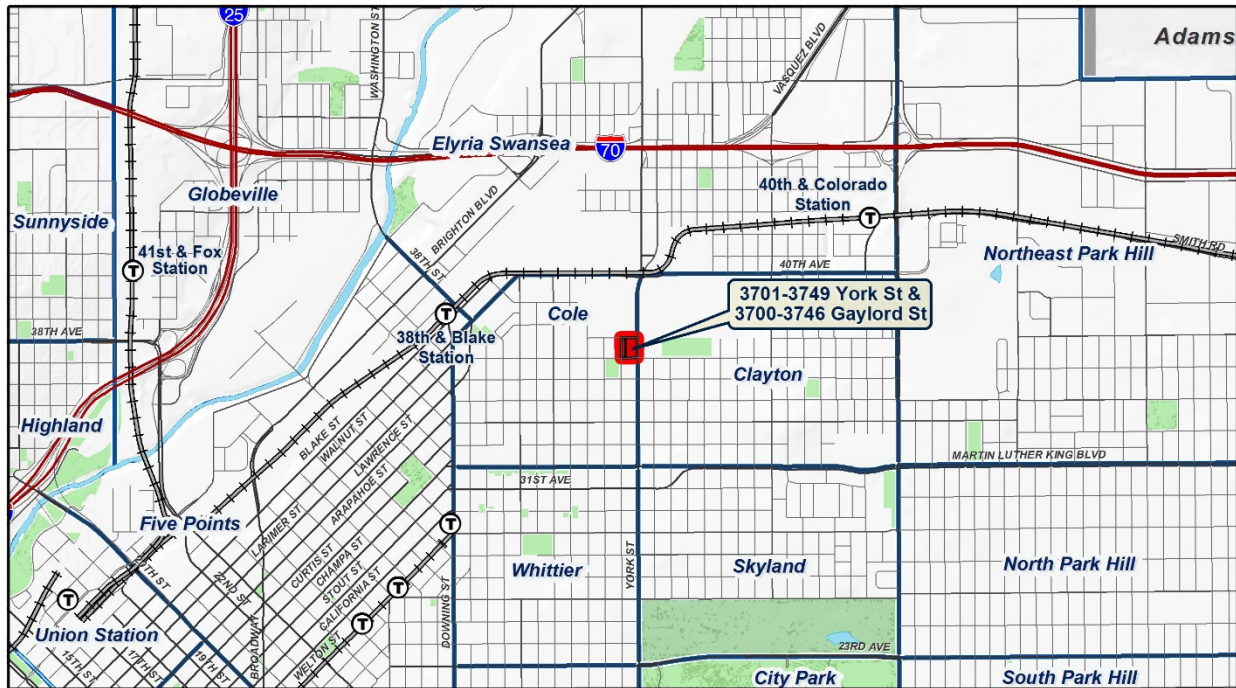 25
WASHINGTON ST
VASQUEZ BLVD
Adams
Elyria Swansea
70
Globeville
40th & Colorado
Station
T
Sunnyside
BRIGHTON BLVD
41st & Fox
Station
T
38TH ST
SMITH RD
Northeast Park Hill
40TH AVE
3701-3749 York St &
3700-3746 Gaylord St
Cole
T
38TH AVE
38th & Blake
Station
Clayton
Highland
BLAKE ST
WALNUT ST
LAWRENCE ST
ARAPAHOE ST
MARTIN LUTHER KING BLVD
31ST AVE
Five Points
LARIMER ST
T
CURTIS ST
CHAMPA ST
STOUT ST
CALIFORNIA ST
WELTON ST
20TH ST
22ND ST
Whittier
YORK ST
Skyland
North Park Hill
T
T
T
Union Station
DOWNING ST
BROADWAY
15TH ST
17TH ST
19TH ST
23RD AVE
City Park
South Park Hill